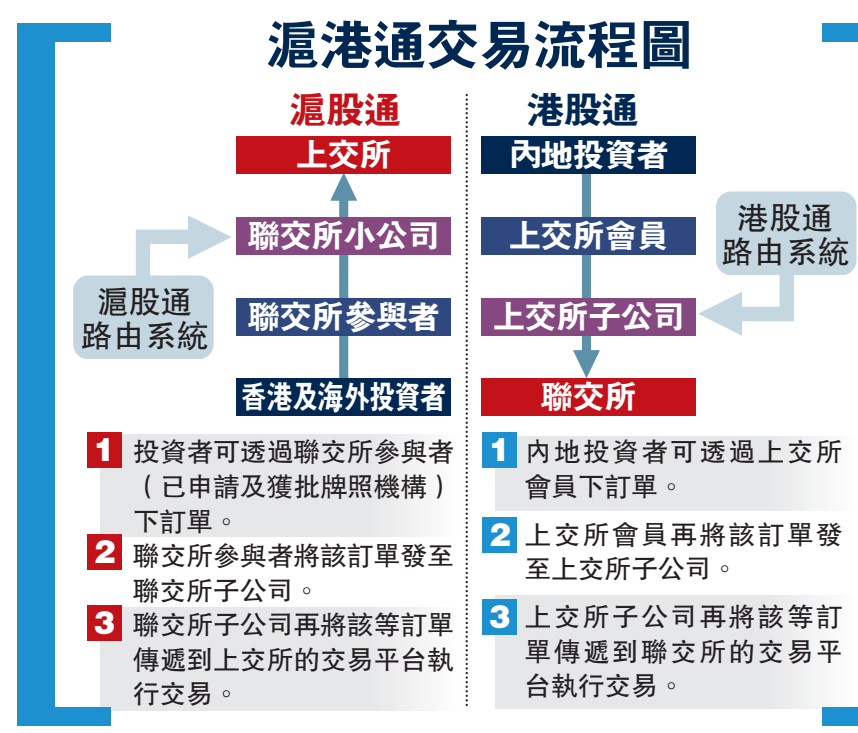 滬港通交易流程圖
滬股通
上交所
聯交所小公司
滬股通
路由系統
聯交所參與者
香港及海外投資者
1 投資者可透過聯交所參與者
（已申請及獲批牌照機構）
下訂單。
2 聯交所參與者將該訂單發至
聯交所子公司。
3 聯交所子公司再將該等訂單
傳遞到上交所的交易平台執
行交易。
港股通
內地投資者
上交所會員
港股通
路由系統
上交所子公司
聯交所
1 內地投資者可透過上交所
會員下訂單。
2 上交所會員再將該訂單發
至上交所子公司。
3 上交所子公司再將該等訂
單傳遞到聯交所的交易平
台執行交易。